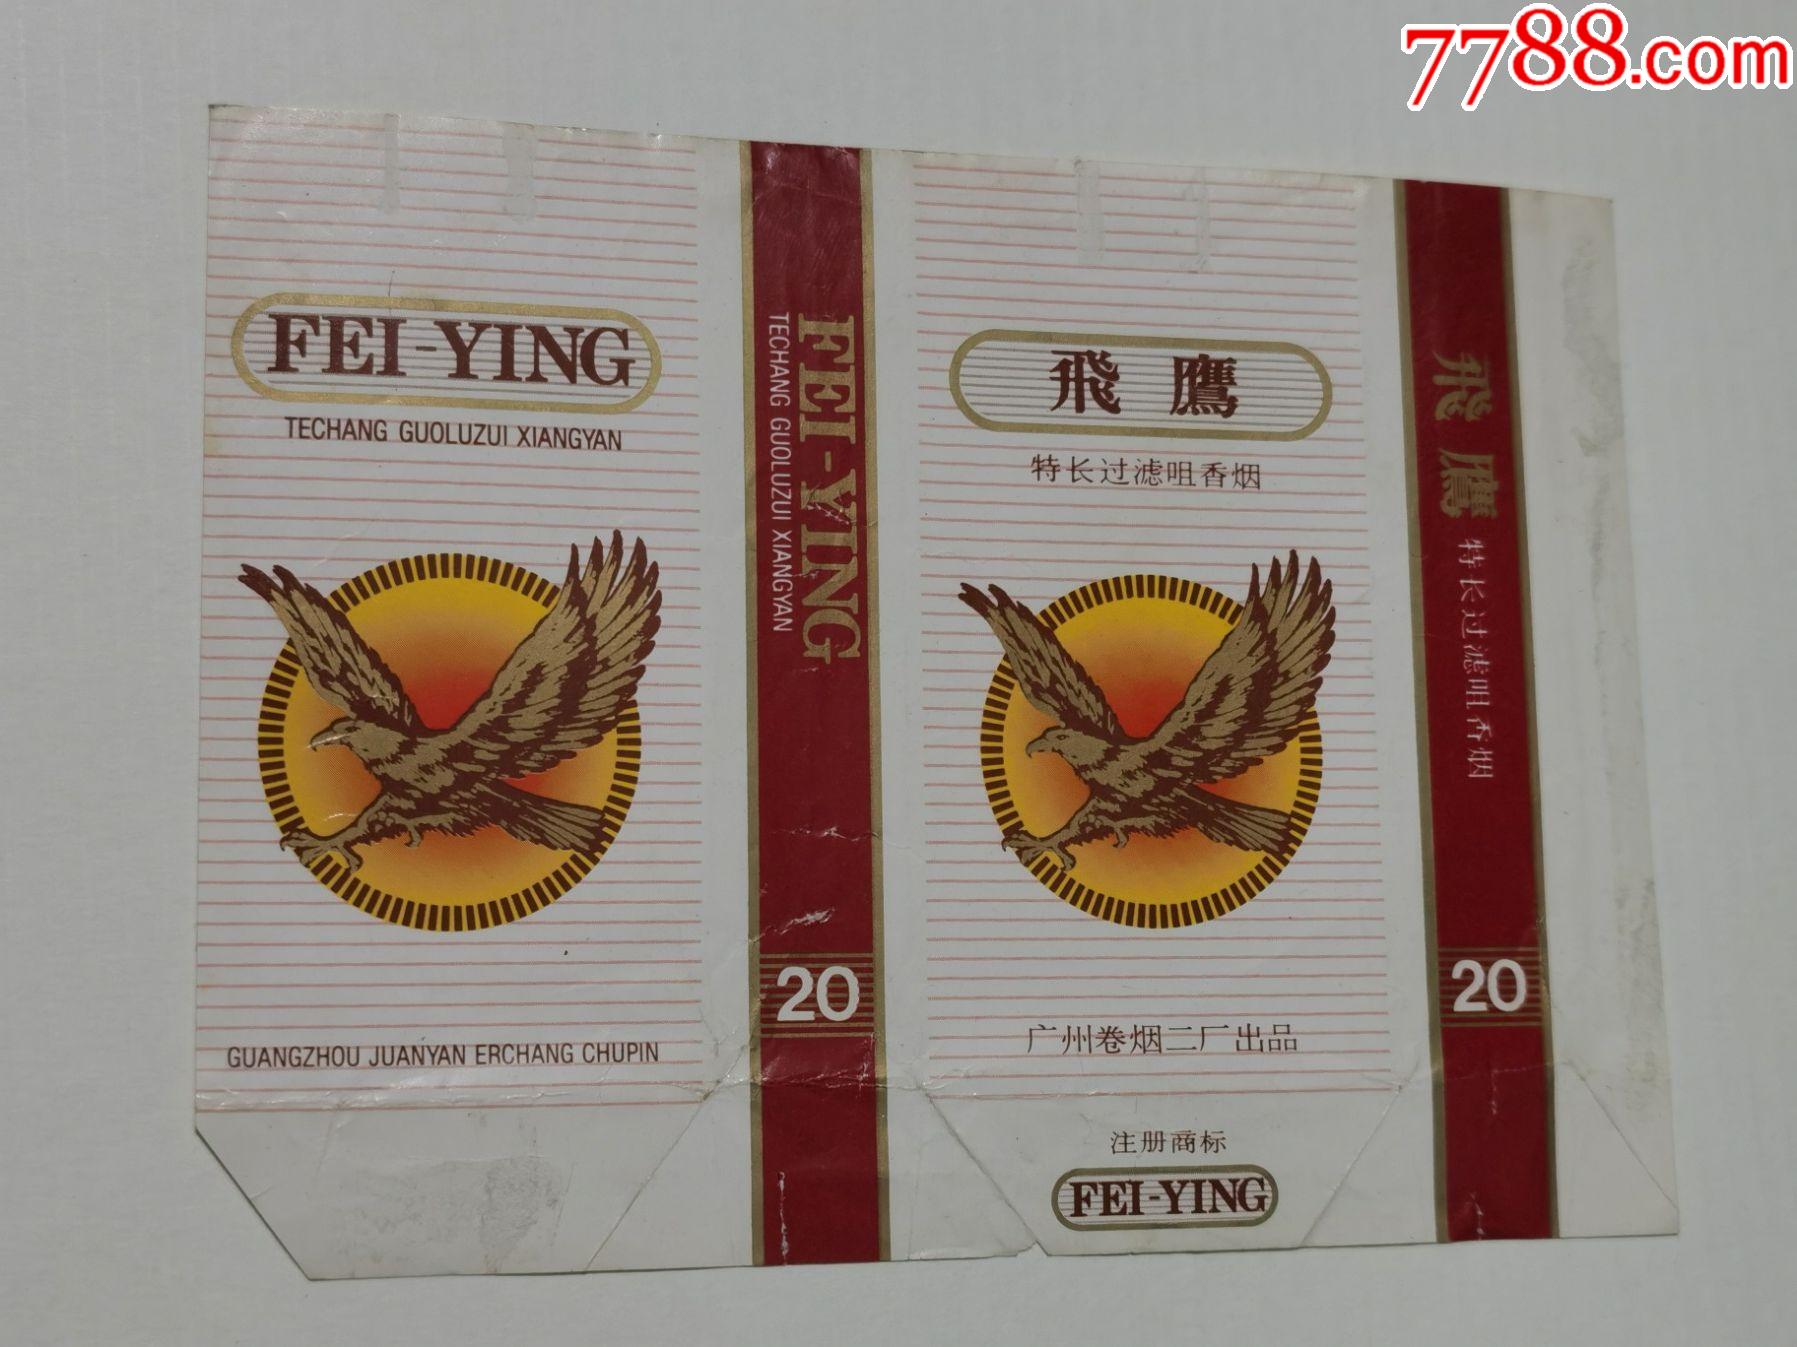 7788.com
FEI-YING
TECHANG GUOLUZUI XIANGYAN
GUANGZHOU JUANYAN ERCHANG CHUPIN
FEI-YING
TECHANG GUOLUZUI XIANGYAN
20
飛鷹
特长过滤咀香烟
广州卷烟二厂出品
注册商标
FEI-YING
飛鷹
特长过滤咀香烟
20